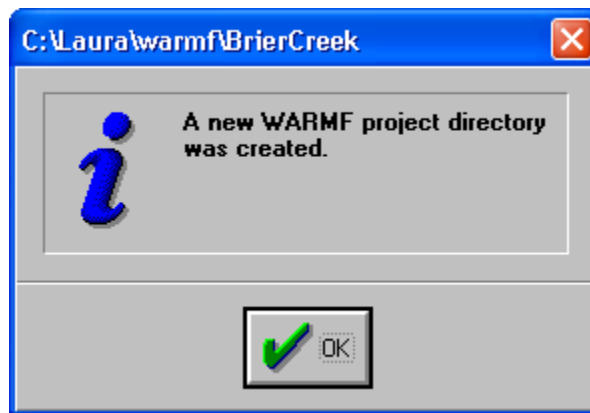 C:\Laura\warmf\BrierCreek
A new WARMF project directory
was created.
OK